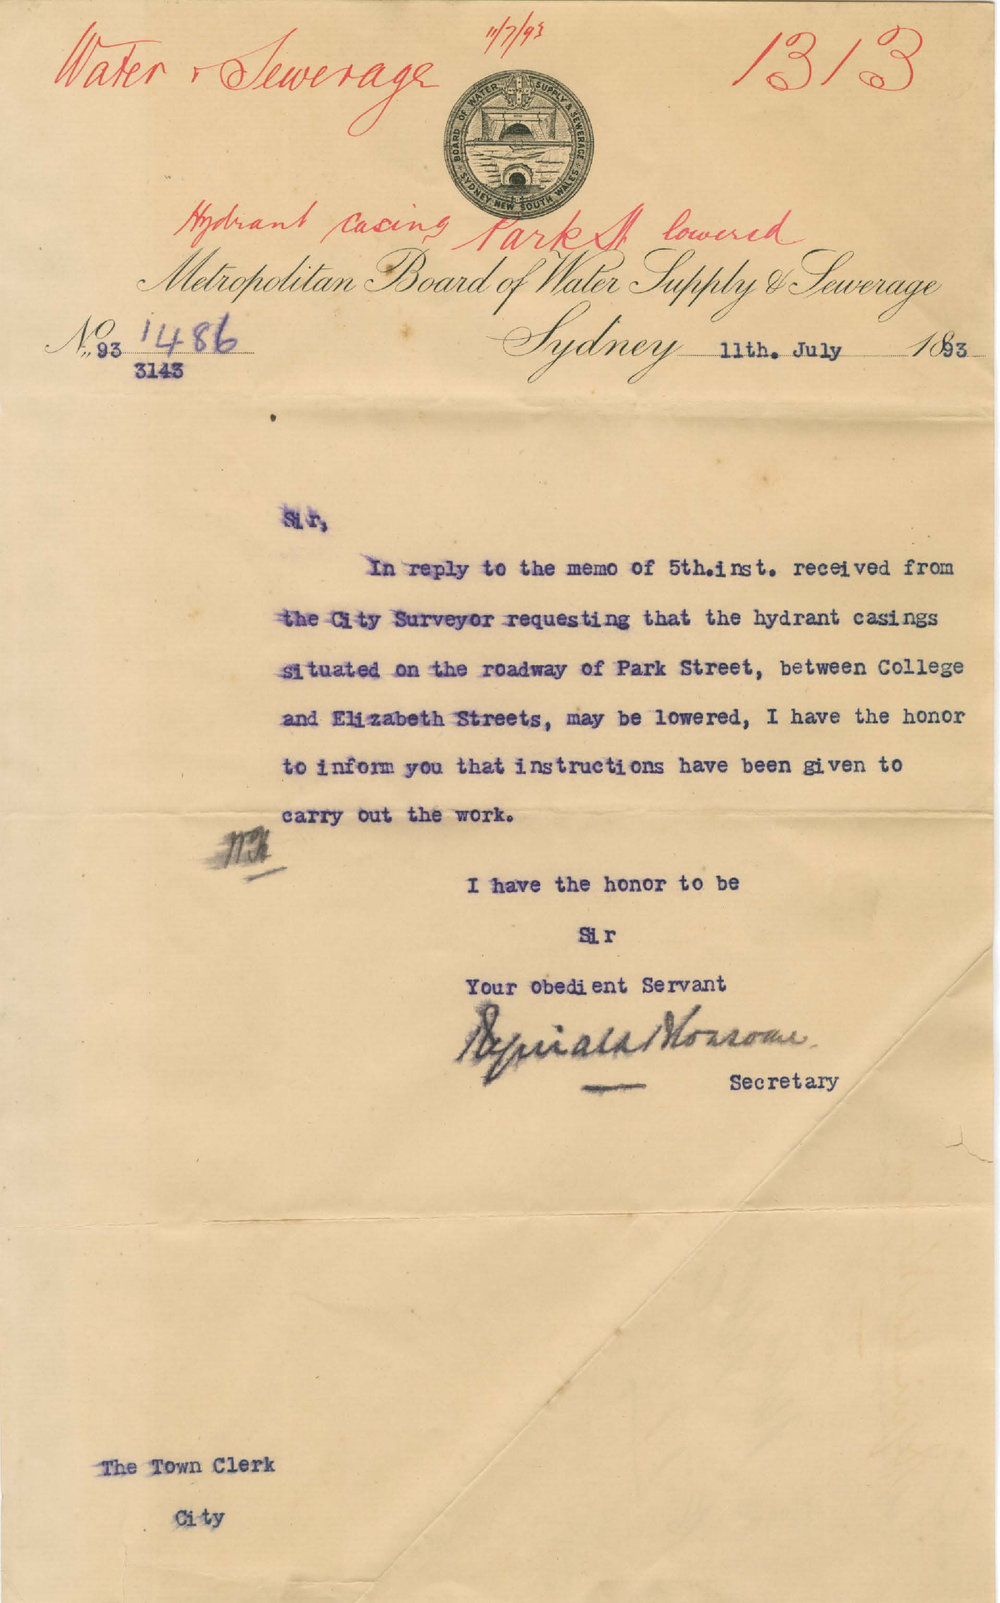 11/7/93
Water & Sewerage
1313
BOARD OF WATER SUPPLY & SEWERAGE
SYDNEY NEW SOUTH WALES
Hydrant casing Park St lowered
Metropolitan Board of Water Supply & Sewerage
No. 93 1486
3143
Sydney 11th. July 1893
Sir,
In reply to the memo of 5th.inst. received from
the City Surveyor requesting that the hydrant casings
situated on the roadway of Park Street, between College
and Elizabeth Streets, may be lowered, I have the honor
to inform you that instructions have been given to
carry out the work.
I have the honor to be
Sir
Your obedient Servant
Reginald
Secretary
The Town Clerk
City